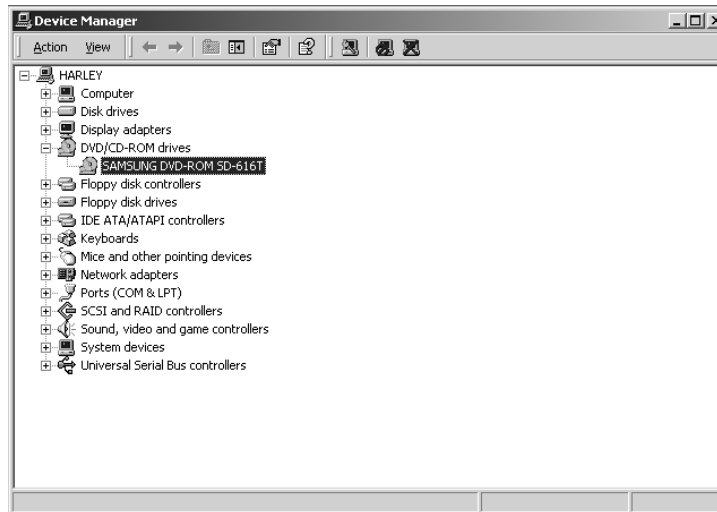 Device Manager
Action View
HARLEY
Computer
Disk drives
Display adapters
DVD/CD-ROM drives
SAMSUNG DVD-ROM SD-616T
Floppy disk controllers
Floppy disk drives
IDE ATA/ATAPI controllers
Keyboards
Mice and other pointing devices
Network adapters
Ports (COM & LPT)
SCSI and RAID controllers
Sound, video and game controllers
System devices
Universal Serial Bus controllers